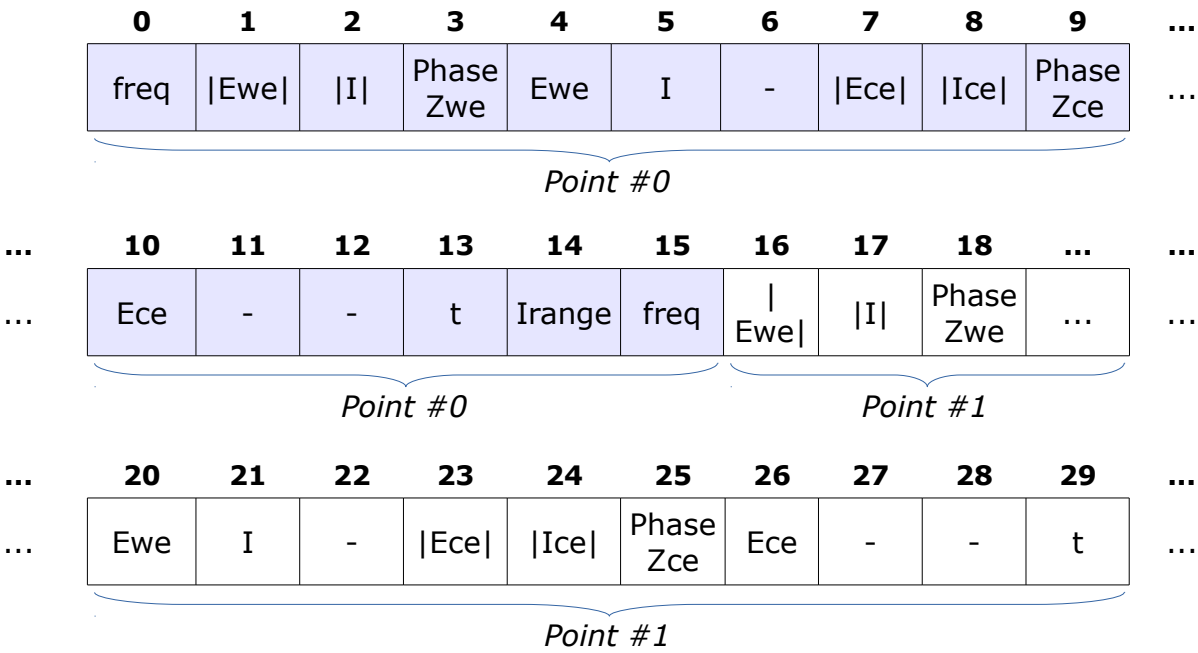 0 1 2 3 4 5 6 7 8 9 ...
freq |Ewe| |I| Phase Zwe Ewe I - |Ece| |Ice| Phase Zce ...
Point #0
... 10 11 12 13 14 15 16 17 18 ... ...
... Ece - - t Irange freq | Ewe| |I| Phase Zwe ... ...
Point #0 Point #1
... 20 21 22 23 24 25 26 27 28 29 ...
... Ewe I - |Ece| |Ice| Phase Zce Ece - - t ...
Point #1